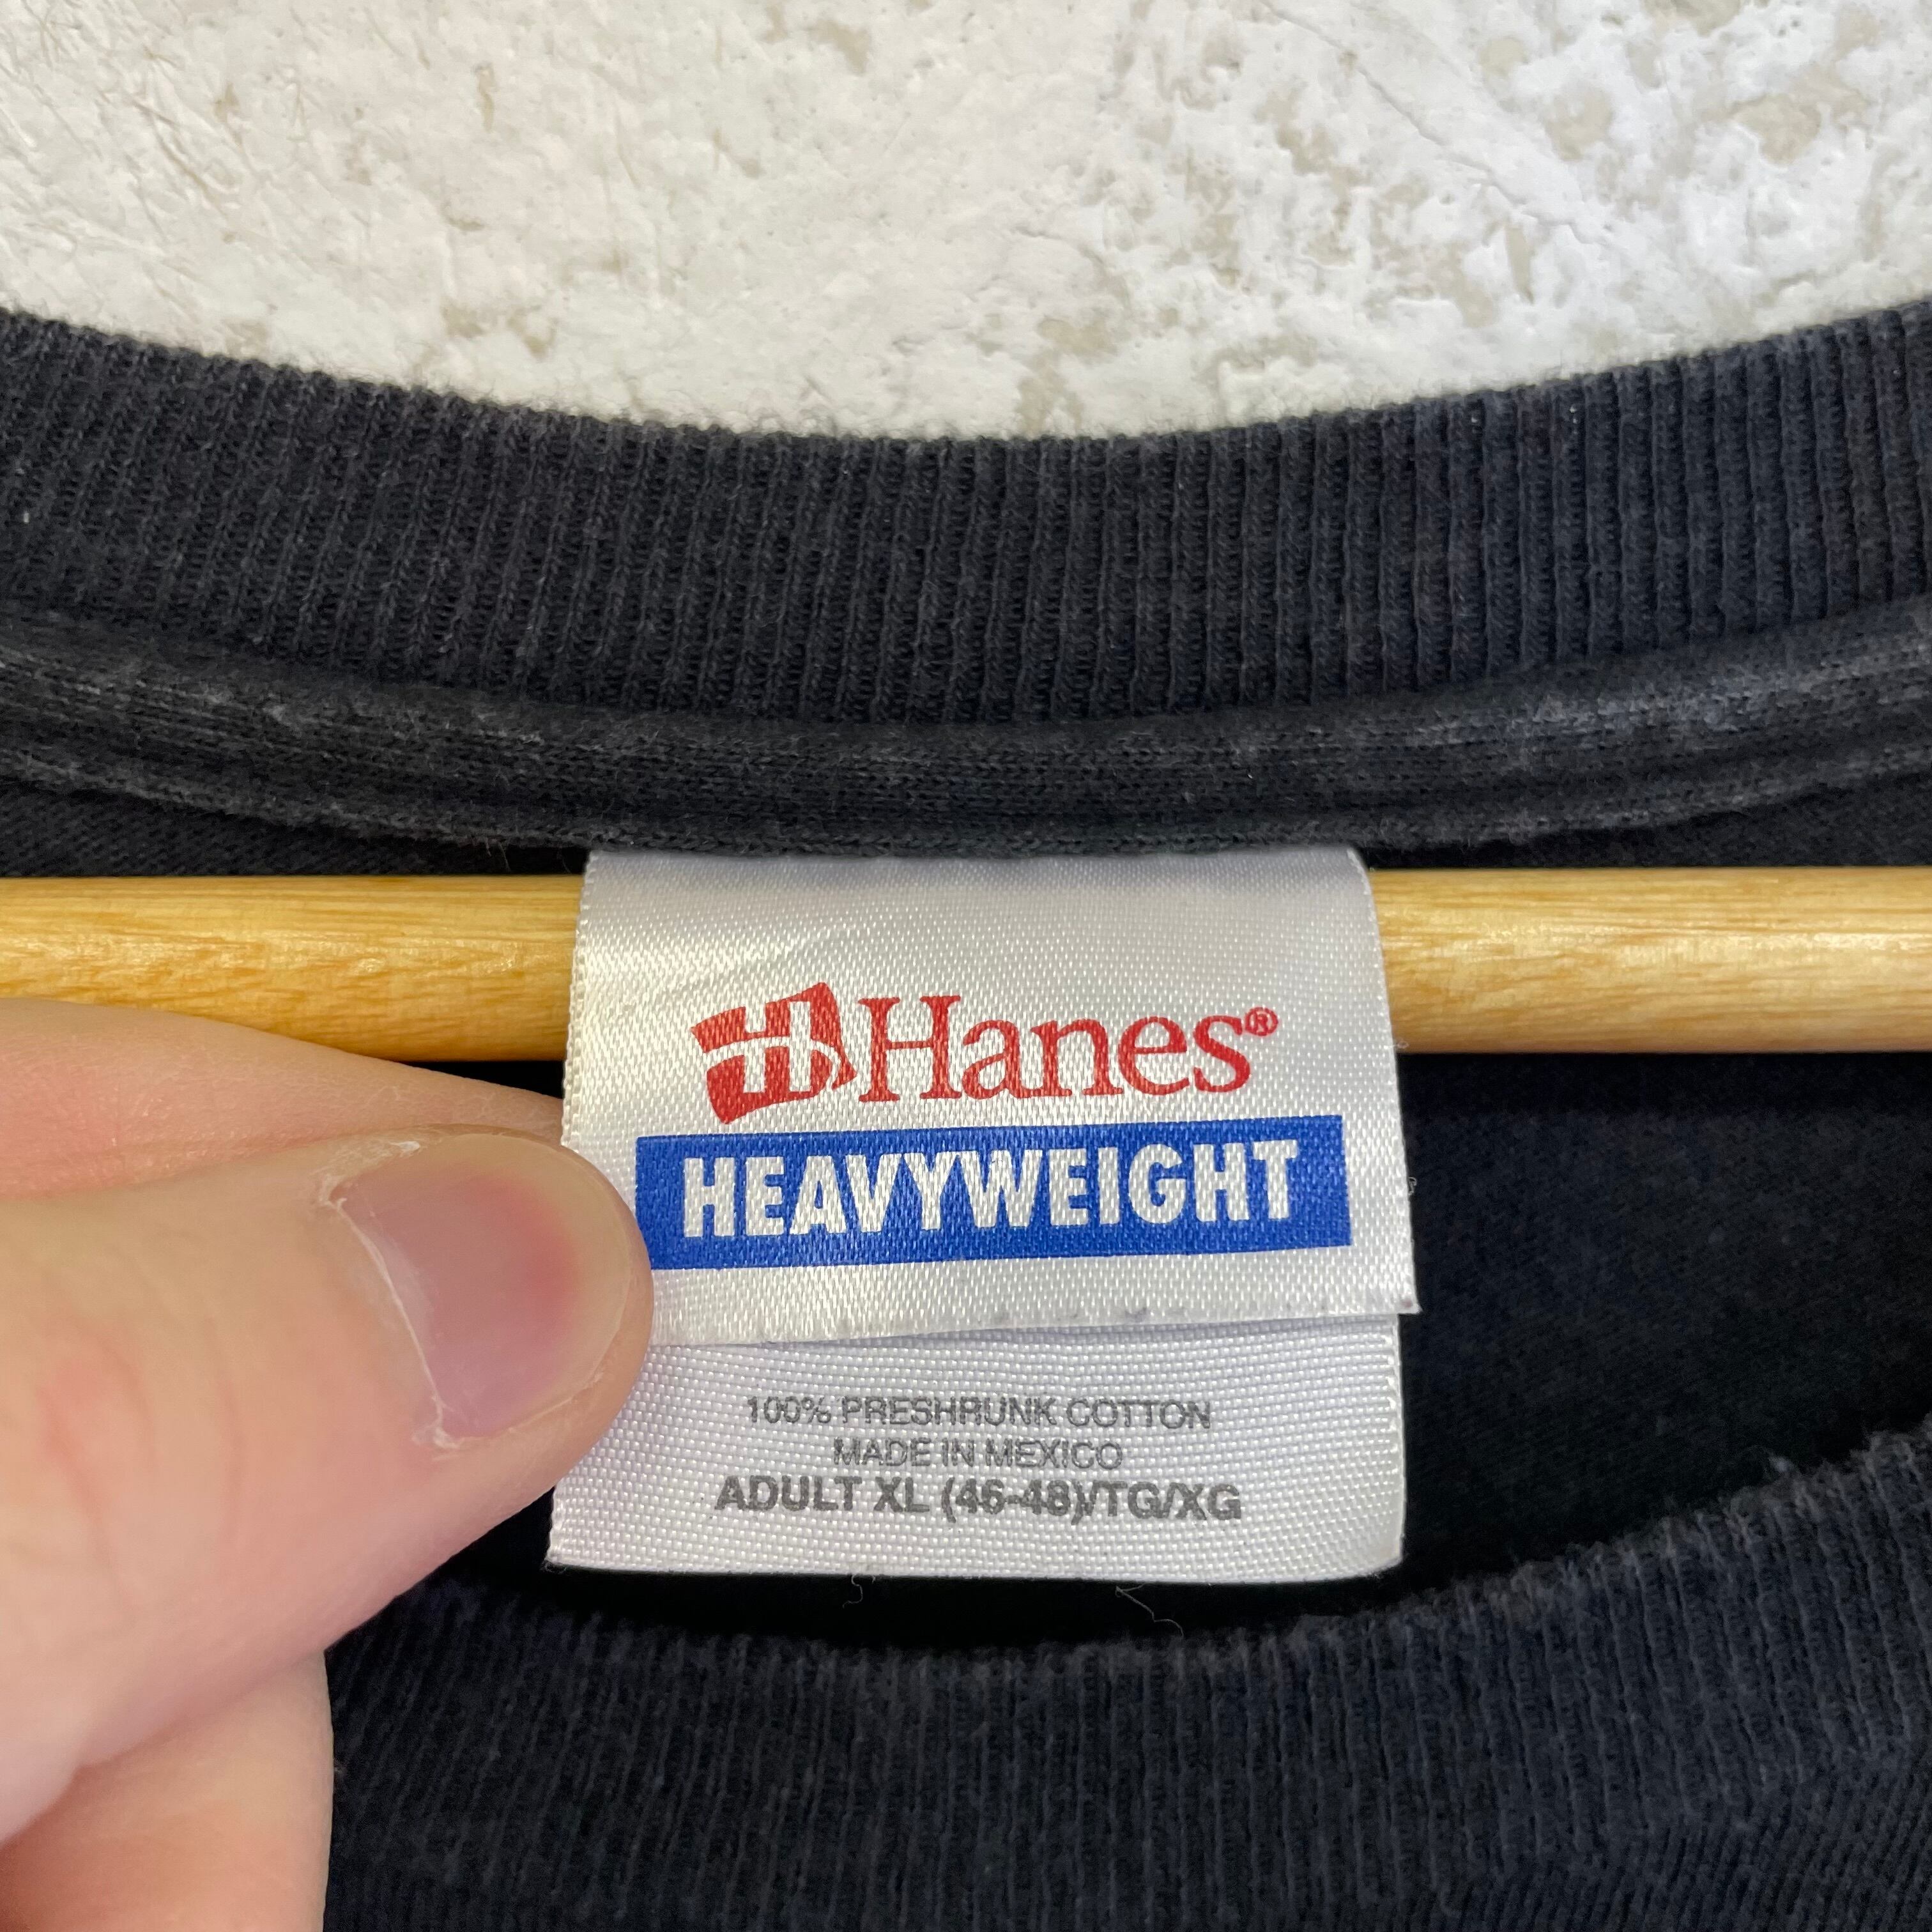 Hanes®
HEAVYWEIGHT
100% PRESHRUNK COTTON
MADE IN MEXICO
ADULT XL (46-48)/TG/XG